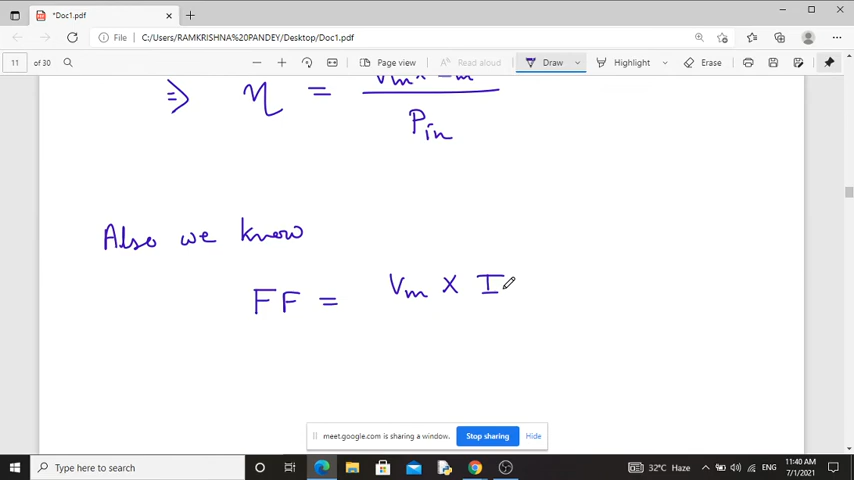 *Doc1.pdf
File C:/Users/RAMKRISHNA%20PANDEY/Desktop/Doc1.pdf
11 of 30 Page view Read aloud Draw Highlight Erase
⇒ η = Vm x Im
Pin
Also we know
FF = Vm X I
meet.google.com is sharing a window. Stop sharing Hide
Type here to search 32°C Haze ENG 11:40 AM
7/1/2021